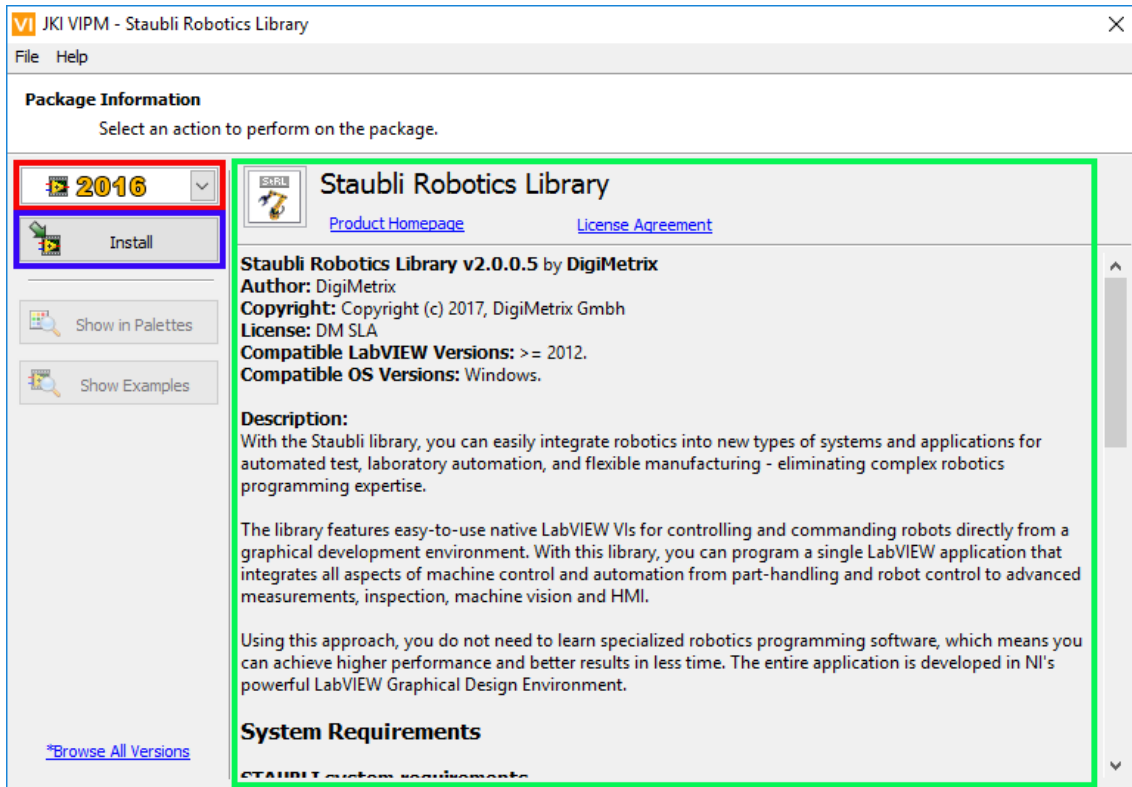 JKI VIPM - Staubli Robotics Library
File Help
Package Information
Select an action to perform on the package.
2016
Install
Show in Palettes
Show Examples
*Browse All Versions
StRL
Staubli Robotics Library
Product Homepage License Agreement
Staubli Robotics Library v2.0.0.5 by DigiMetrix
Author: DigiMetrix
Copyright: Copyright (c) 2017, DigiMetrix Gmbh
License: DM SLA
Compatible LabVIEW Versions: >= 2012.
Compatible OS Versions: Windows.
Description:
With the Staubli library, you can easily integrate robotics into new types of systems and applications for
automated test, laboratory automation, and flexible manufacturing - eliminating complex robotics
programming expertise.
The library features easy-to-use native LabVIEW VIs for controlling and commanding robots directly from a
graphical development environment. With this library, you can program a single LabVIEW application that
integrates all aspects of machine control and automation from part-handling and robot control to advanced
measurements, inspection, machine vision and HMI.
Using this approach, you do not need to learn specialized robotics programming software, which means you
can achieve higher performance and better results in less time. The entire application is developed in NI's
powerful LabVIEW Graphical Design Environment.
System Requirements
STAUBLI system requirements